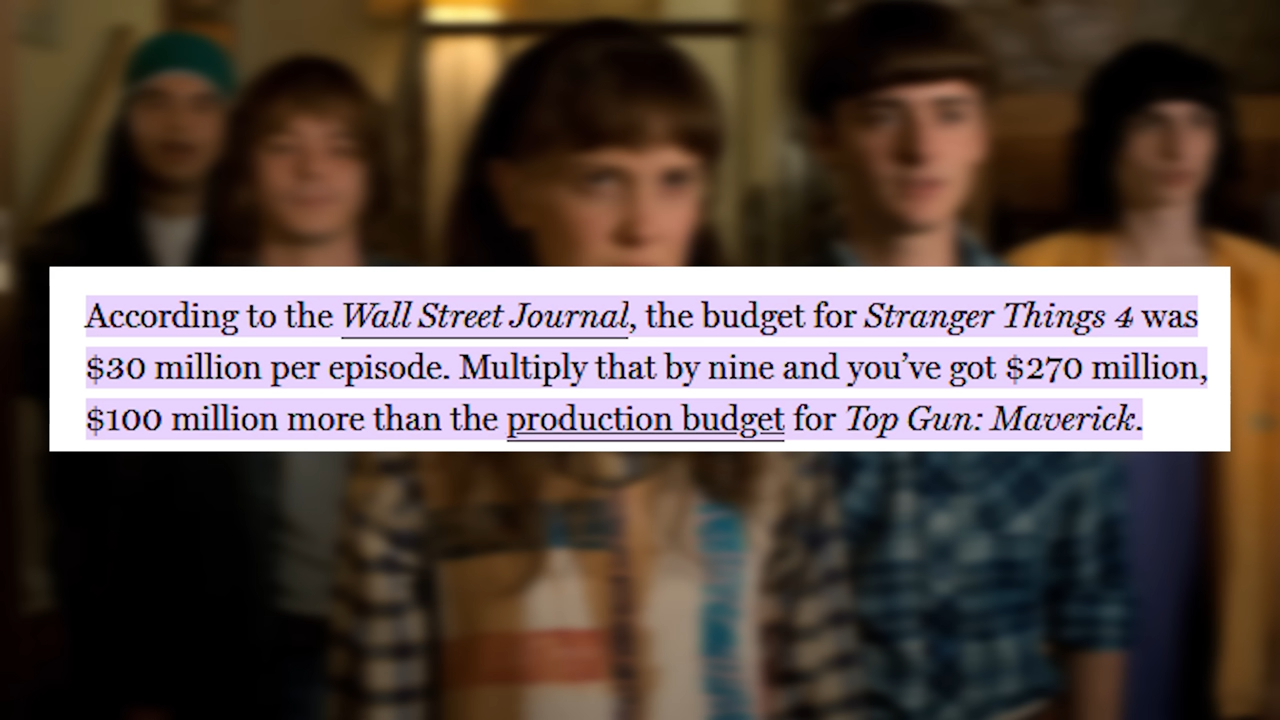 According to the Wall Street Journal, the budget for Stranger Things 4 was
$30 million per episode. Multiply that by nine and you’ve got $270 million,
$100 million more than the production budget for Top Gun: Maverick.